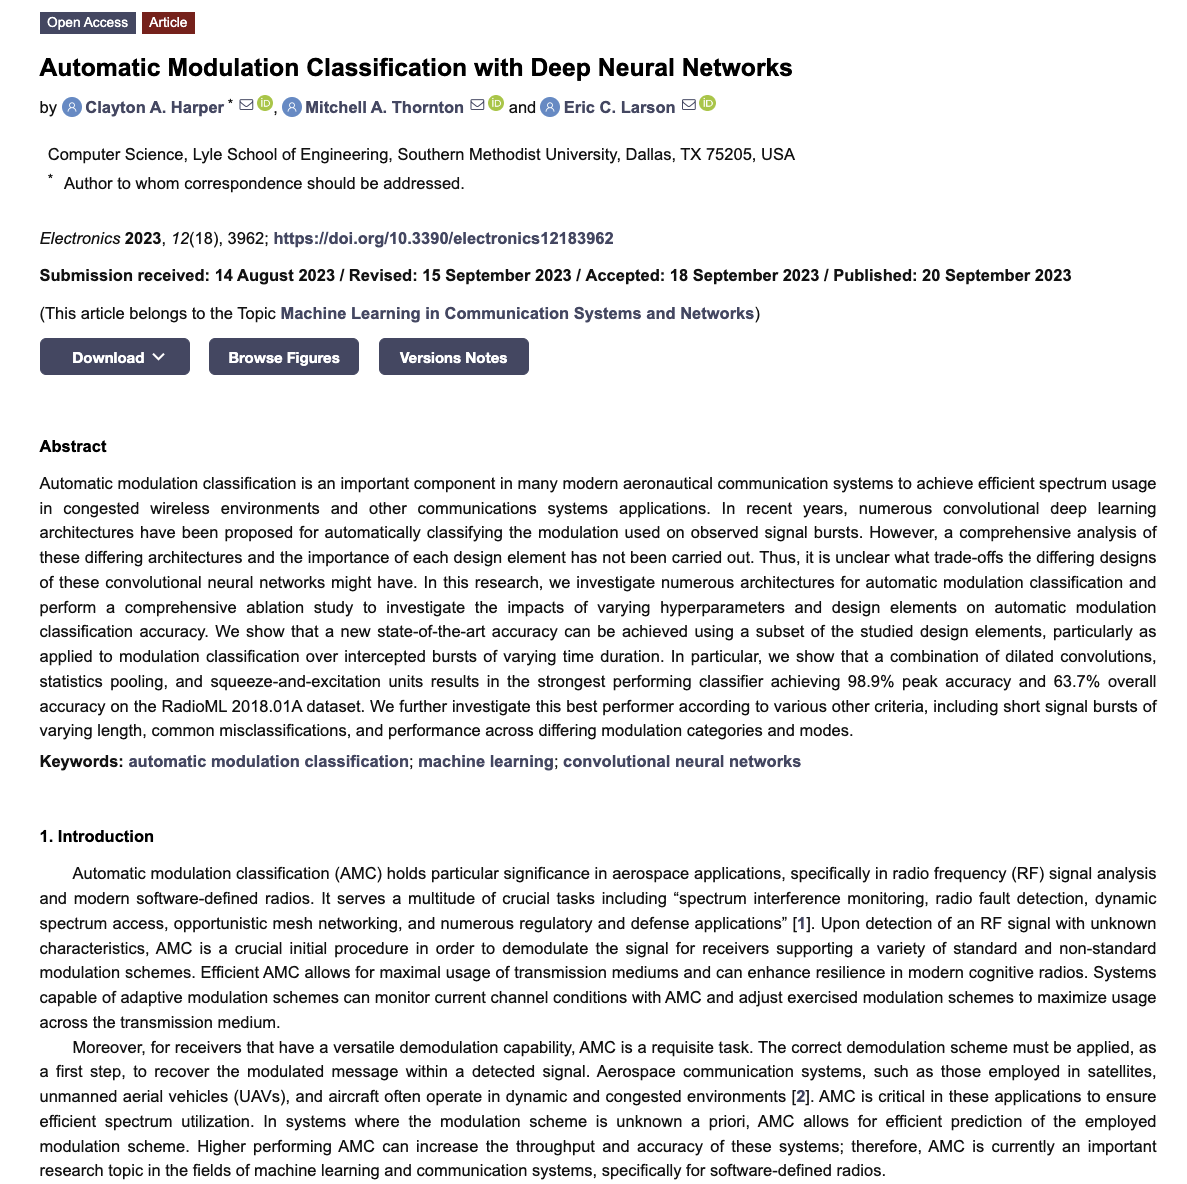 Open Access Article
Automatic Modulation Classification with Deep Neural Networks
by Clayton A. Harper * , Mitchell A. Thornton and Eric C. Larson
Computer Science, Lyle School of Engineering, Southern Methodist University, Dallas, TX 75205, USA
* Author to whom correspondence should be addressed.
Electronics 2023, 12(18), 3962; https://doi.org/10.3390/electronics12183962
Submission received: 14 August 2023 / Revised: 15 September 2023 / Accepted: 18 September 2023 / Published: 20 September 2023
(This article belongs to the Topic Machine Learning in Communication Systems and Networks)
Download Browse Figures Versions Notes
Abstract
Automatic modulation classification is an important component in many modern aeronautical communication systems to achieve efficient spectrum usage
in congested wireless environments and other communications systems applications. In recent years, numerous convolutional deep learning
architectures have been proposed for automatically classifying the modulation used on observed signal bursts. However, a comprehensive analysis of
these differing architectures and the importance of each design element has not been carried out. Thus, it is unclear what trade-offs the differing designs
of these convolutional neural networks might have. In this research, we investigate numerous architectures for automatic modulation classification and
perform a comprehensive ablation study to investigate the impacts of varying hyperparameters and design elements on automatic modulation
classification accuracy. We show that a new state-of-the-art accuracy can be achieved using a subset of the studied design elements, particularly as
applied to modulation classification over intercepted bursts of varying time duration. In particular, we show that a combination of dilated convolutions,
statistics pooling, and squeeze-and-excitation units results in the strongest performing classifier achieving 98.9% peak accuracy and 63.7% overall
accuracy on the RadioML 2018.01A dataset. We further investigate this best performer according to various other criteria, including short signal bursts of
varying length, common misclassifications, and performance across differing modulation categories and modes.
Keywords: automatic modulation classification; machine learning; convolutional neural networks
1. Introduction
Automatic modulation classification (AMC) holds particular significance in aerospace applications, specifically in radio frequency (RF) signal analysis
and modern software-defined radios. It serves a multitude of crucial tasks including “spectrum interference monitoring, radio fault detection, dynamic
spectrum access, opportunistic mesh networking, and numerous regulatory and defense applications” [1]. Upon detection of an RF signal with unknown
characteristics, AMC is a crucial initial procedure in order to demodulate the signal for receivers supporting a variety of standard and non-standard
modulation schemes. Efficient AMC allows for maximal usage of transmission mediums and can enhance resilience in modern cognitive radios. Systems
capable of adaptive modulation schemes can monitor current channel conditions with AMC and adjust exercised modulation schemes to maximize usage
across the transmission medium.
Moreover, for receivers that have a versatile demodulation capability, AMC is a requisite task. The correct demodulation scheme must be applied, as
a first step, to recover the modulated message within a detected signal. Aerospace communication systems, such as those employed in satellites,
unmanned aerial vehicles (UAVs), and aircraft often operate in dynamic and congested environments [2]. AMC is critical in these applications to ensure
efficient spectrum utilization. In systems where the modulation scheme is unknown a priori, AMC allows for efficient prediction of the employed
modulation scheme. Higher performing AMC can increase the throughput and accuracy of these systems; therefore, AMC is currently an important
research topic in the fields of machine learning and communication systems, specifically for software-defined radios.